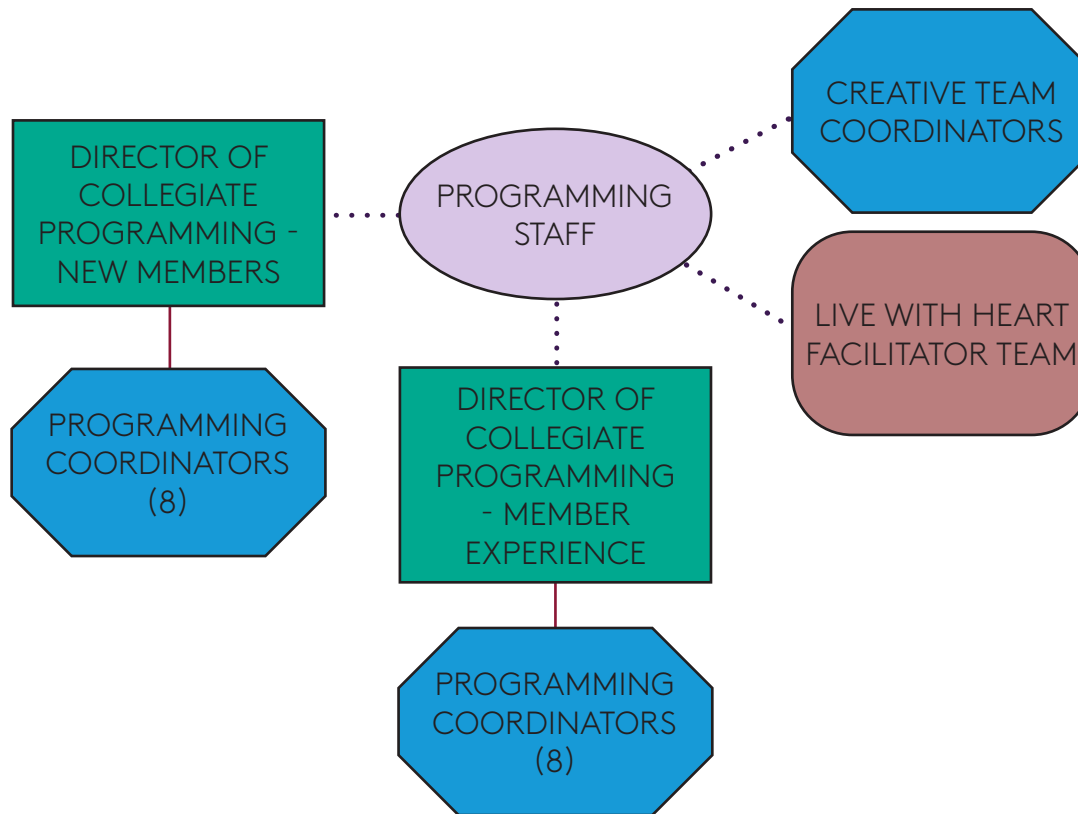 DIRECTOR OF
COLLEGIATE
PROGRAMMING -
NEW MEMBERS
PROGRAMMING
STAFF
CREATIVE TEAM
COORDINATORS
LIVE WITH HEART
FACILITATOR TEAM
PROGRAMMING
COORDINATORS
(8)
DIRECTOR OF
COLLEGIATE
PROGRAMMING
- MEMBER
EXPERIENCE
PROGRAMMING
COORDINATORS
(8)